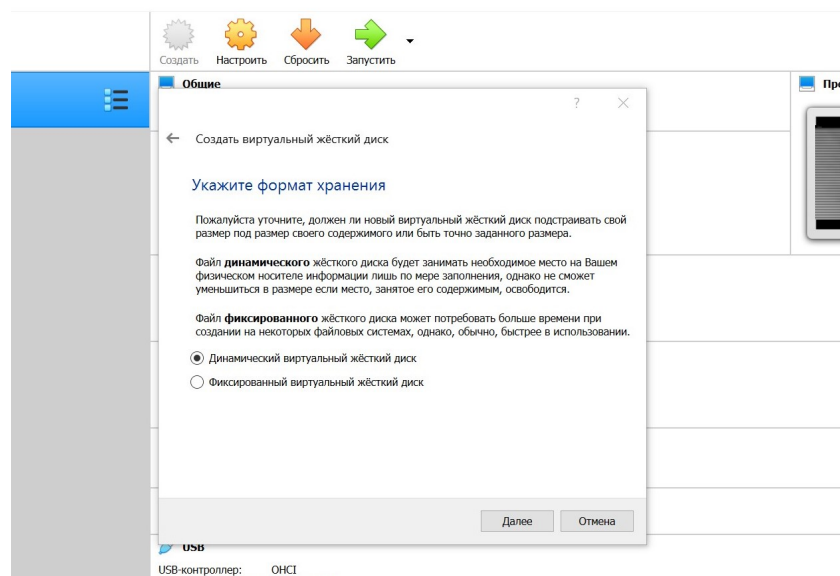 Создать Настроить Сбросить Запустить
Общие
?
Создать виртуальный жёсткий диск
Укажите формат хранения
Пожалуйста уточните, должен ли новый виртуальный жёсткий диск подстраивать свой
размер под размер своего содержимого или быть точно заданного размера.
Файл динамического жёсткого диска будет занимать необходимое место на Вашем
физическом носителе информации лишь по мере заполнения, однако не сможет
уменьшиться в размере если место, занятое его содержимым, освободится.
Файл фиксированного жёсткого диска может потребовать больше времени при
создании на некоторых файловых системах, однако, обычно, быстрее в использовании.
Динамический виртуальный жёсткий диск
Фиксированный виртуальный жёсткий диск
Далее Отмена
USB
USB-контроллер: OHCI